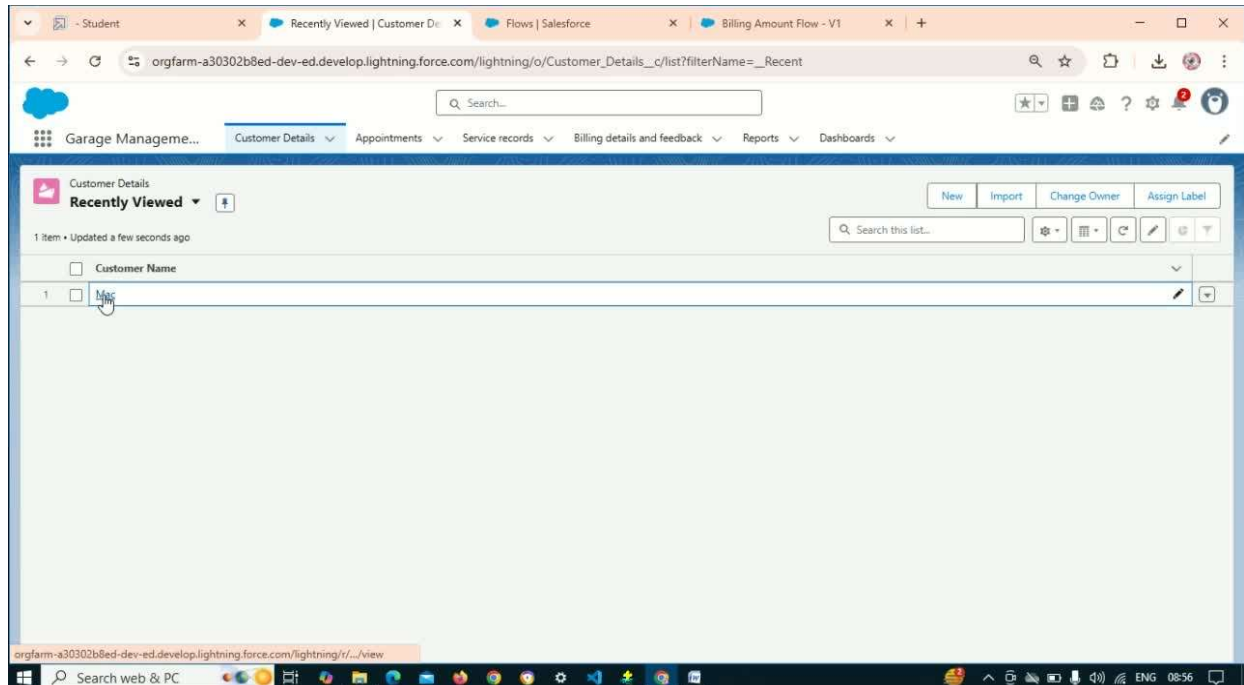 - Student
Recently Viewed | Customer De
Flows | Salesforce
Billing Amount Flow - V1
orgfarm-a30302b8ed-dev-ed.develop.lightning.force.com/lightning/o/Customer_Details__c/list?filterName=__Recent
Search...
2
Garage Manageme...
Customer Details
Appointments
Service records
Billing details and feedback
Reports
Dashboards
Customer Details
Recently Viewed
New
Import
Change Owner
Assign Label
1 item • Updated a few seconds ago
Search this list...
Customer Name
1
orgfarm-a30302b8ed-dev-ed.develop.lightning.force.com/lightning/r/.../view
Search web & PC
ENG
08:56